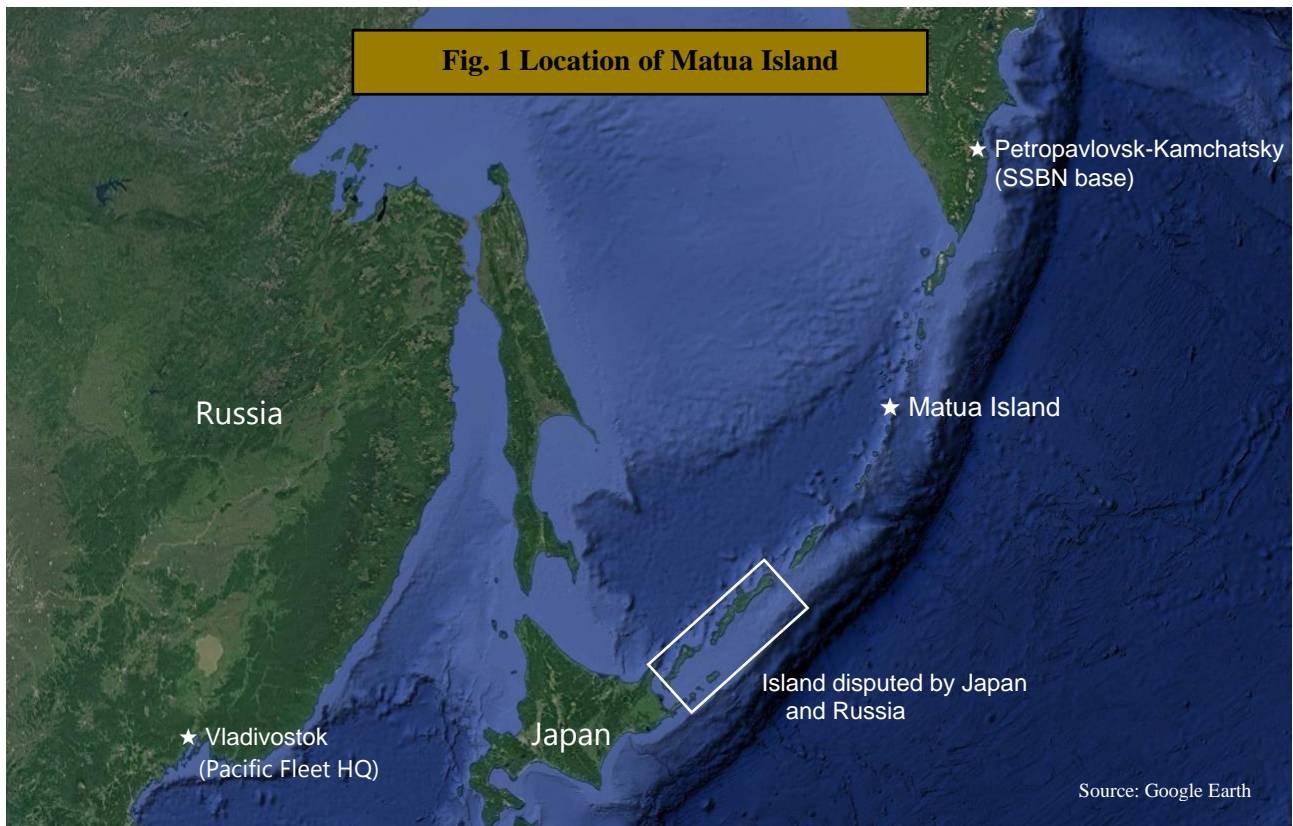 Fig. 1 Location of Matua Island
★ Petropavlovsk-Kamchatsky
(SSBN base)
Russia
★ Matua Island
Island disputed by Japan
and Russia
Japan
★ Vladivostok
(Pacific Fleet HQ)
Source: Google Earth